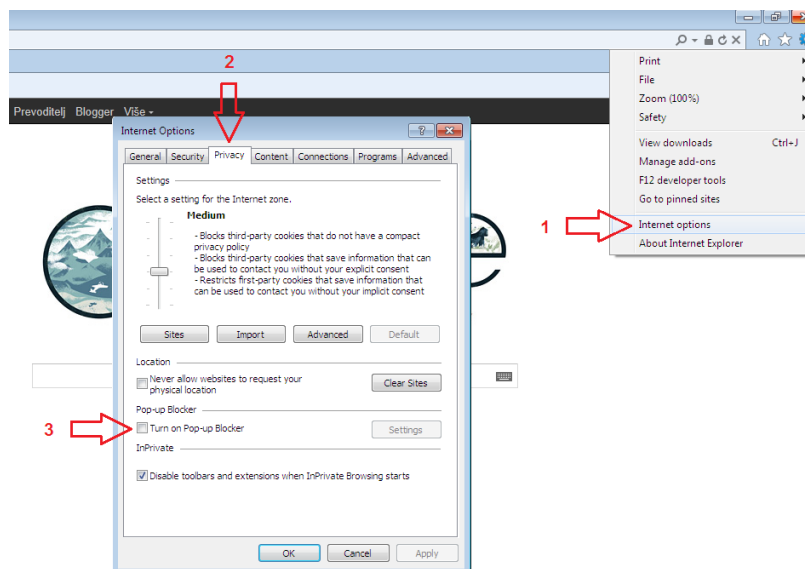 2
Print
File
Zoom (100%)
Safety
View downloads Ctrl+J
Manage add-ons
F12 developer tools
Go to pinned sites
1
Internet options
About Internet Explorer
Prevoditelj Blogger Više
Internet Options
General Security Privacy Content Connections Programs Advanced
Settings
Select a setting for the Internet zone.
Medium
- Blocks third-party cookies that do not have a compact
privacy policy
- Blocks third-party cookies that save information that can
be used to contact you without your explicit consent
- Restricts first-party cookies that save information that
can be used to contact you without your implicit consent
Sites Import Advanced Default
Location
Never allow websites to request your
physical location
Clear Sites
Pop-up Blocker
3
Turn on Pop-up Blocker
Settings
InPrivate
Disable toolbars and extensions when InPrivate Browsing starts
OK Cancel Apply